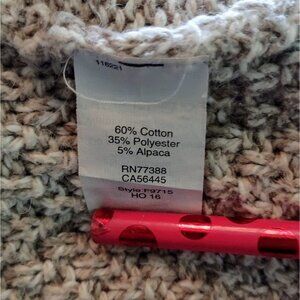 116221
60% Cotton
35% Polyester
5% Alpaca
RN77388
CA56445
Style F9715
HO 16